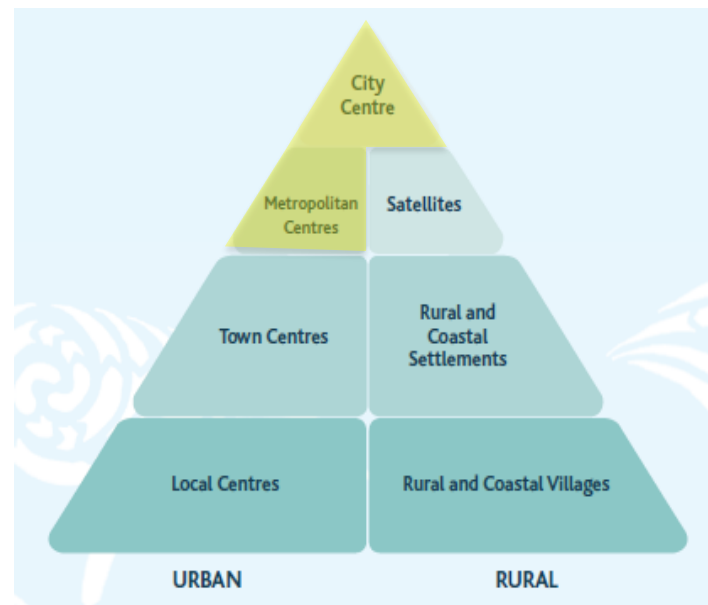 City
Centre
Metropolitan
Centres
Satellites
Town Centres
Rural and
Coastal
Settlements
Local Centres
Rural and Coastal Villages
URBAN
RURAL